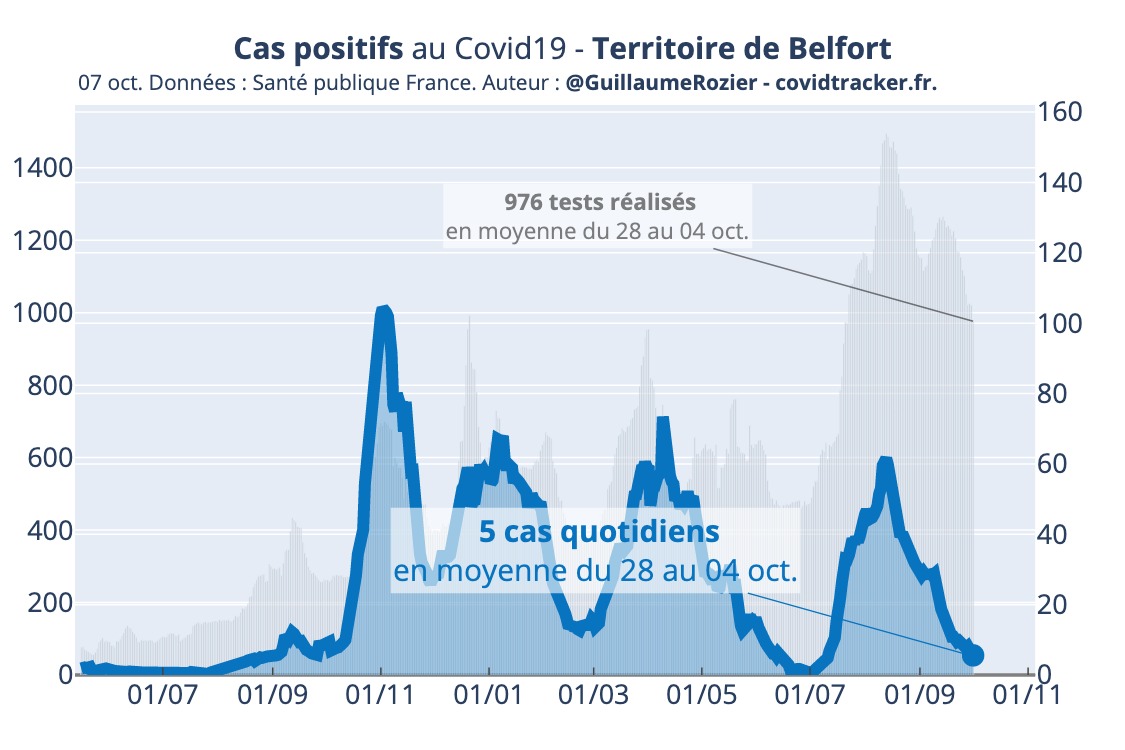 Cas positifs au Covid19 - Territoire de Belfort
07 oct. Données : Santé publique France. Auteur : @GuillaumeRozier - covidtracker.fr.
160
1400
140
976 tests réalisés
en moyenne du 28 au 04 oct.
1200
120
1000
100
800
80
600
60
400
40
5 cas quotidiens
en moyenne du 28 au 04 oct.
200
20
0
0
01/07 01/09 01/11 01/01 01/03 01/05 01/07 01/09 01/11